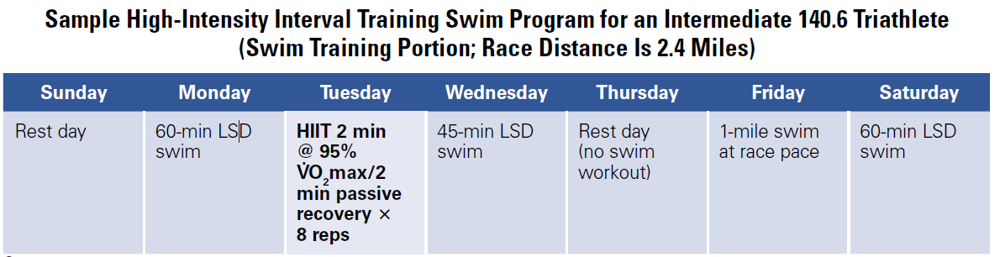 Sample High-Intensity Interval Training Swim Program for an Intermediate 140.6 Triathlete
(Swim Training Portion; Race Distance Is 2.4 Miles)
Sunday Monday Tuesday Wednesday Thursday Friday Saturday
Rest day
60-min LSD
swim
HIIT 2 min
@ 95%
V̇O₂max/2
min passive
recovery ×
8 reps
45-min LSD
swim
Rest day
(no swim
workout)
1-mile swim
at race pace
60-min LSD
swim